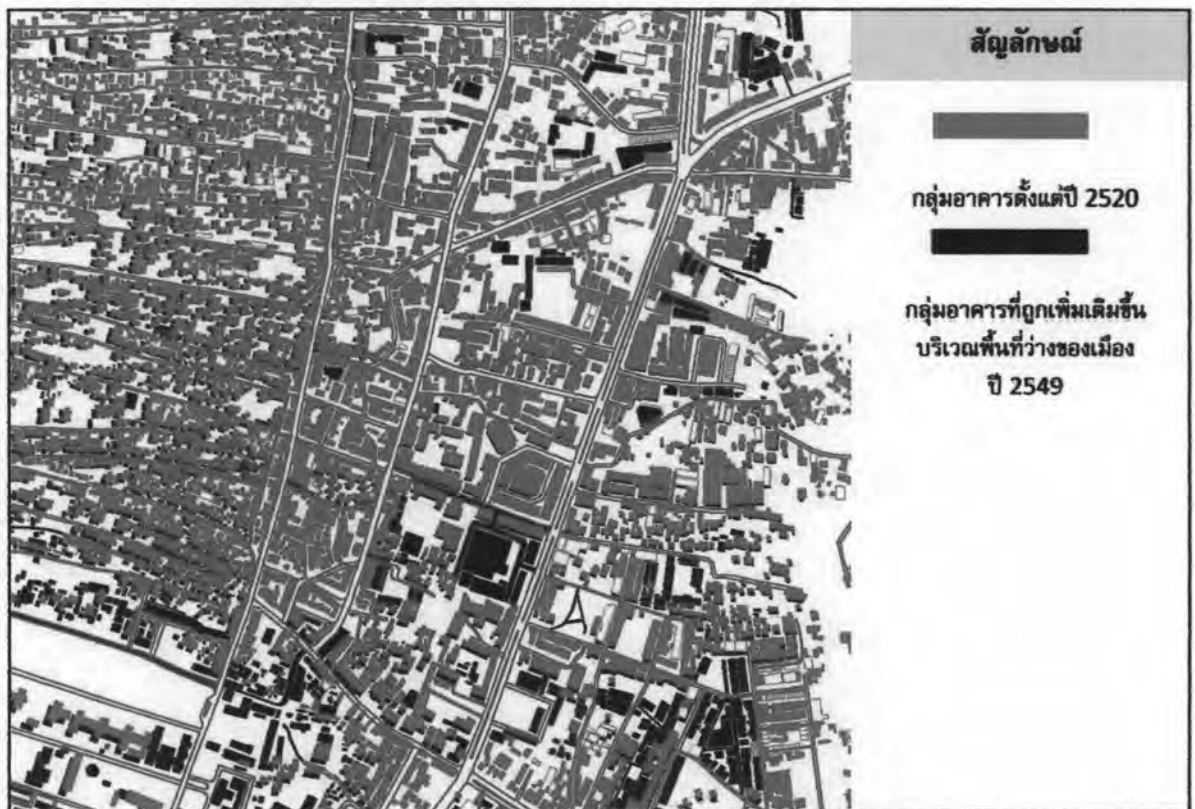 สัญลักษณ์
กลุ่มอาคารตั้งแต่ปี 2520
กลุ่มอาคารที่ถูกเพิ่มเติมขึ้น
บริเวณพื้นที่ว่างของเมือง
ปี 2549